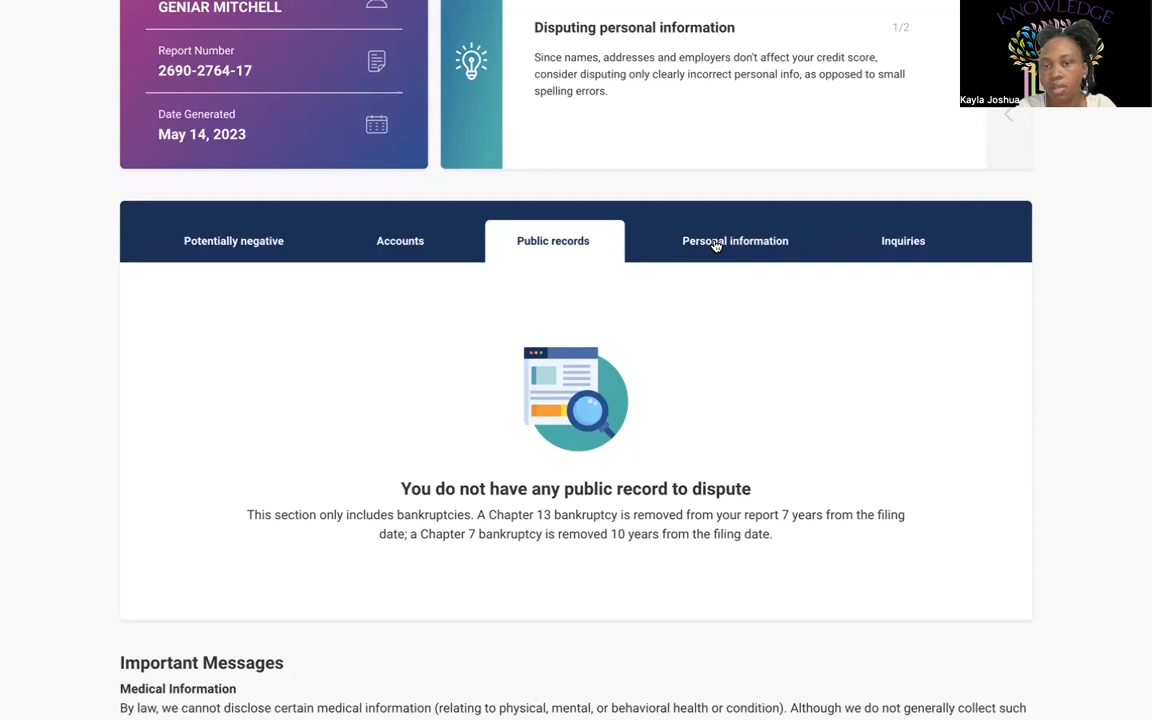 GENIAR MITCHELL
Report Number
2690-2764-17
Date Generated
May 14, 2023
Disputing personal information
1/2
Since names, addresses and employers don't affect your credit score,
consider disputing only clearly incorrect personal info, as opposed to small
spelling errors.
KNOWLEDGE
Kayla Joshua
Potentially negative
Accounts
Public records
Personal information
Inquiries
You do not have any public record to dispute
This section only includes bankruptcies. A Chapter 13 bankruptcy is removed from your report 7 years from the filing
date; a Chapter 7 bankruptcy is removed 10 years from the filing date.
Important Messages
Medical Information
By law, we cannot disclose certain medical information (relating to physical, mental, or behavioral health or condition). Although we do not generally collect such